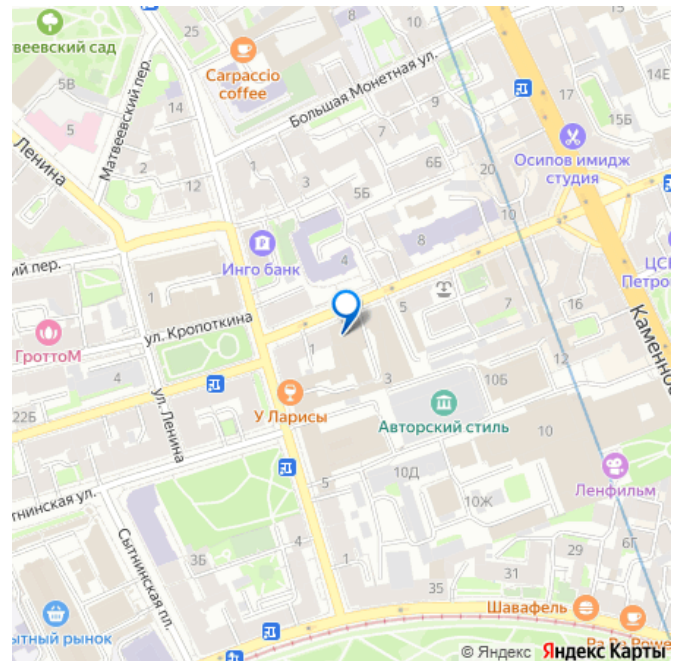 25
твеевский сад
Carpaccio
coffee
Большая Монетная ул.
5В
Матвеевский пер.
14
9
17
14Е
5
10
15Б
7
Осипов имидж
студия
Ленина
2
6Б
20
12
1
3
5Б
10
8
Инго банк
4
ЦС
Петро
ий пер.
1
5
7
16
ул. Кропоткина
ГроттоМ
1
Каменно
4
3
12
10Б
22Б
У Ларисы
Авторский стиль
ул. Ленина
10
5
10Д
Ленфильм
тнинская ул.
10Ж
Сытнинская пл.
4
3Б
29
6Г
1
31
35
Шавафель
ытный рынок
© Яндекс Яндекс Карты